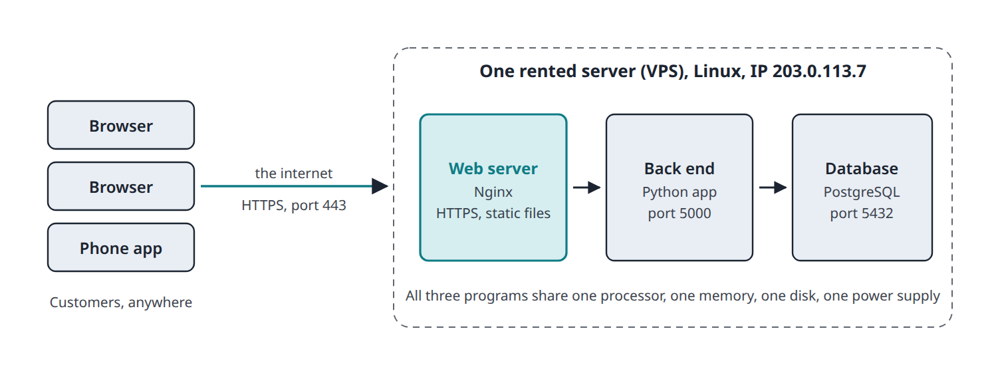 One rented server (VPS), Linux, IP 203.0.113.7
Browser
Browser
Phone app
Customers, anywhere
the internet
HTTPS, port 443
Web server
Nginx
HTTPS, static files
Back end
Python app
port 5000
Database
PostgreSQL
port 5432
All three programs share one processor, one memory, one disk, one power supply